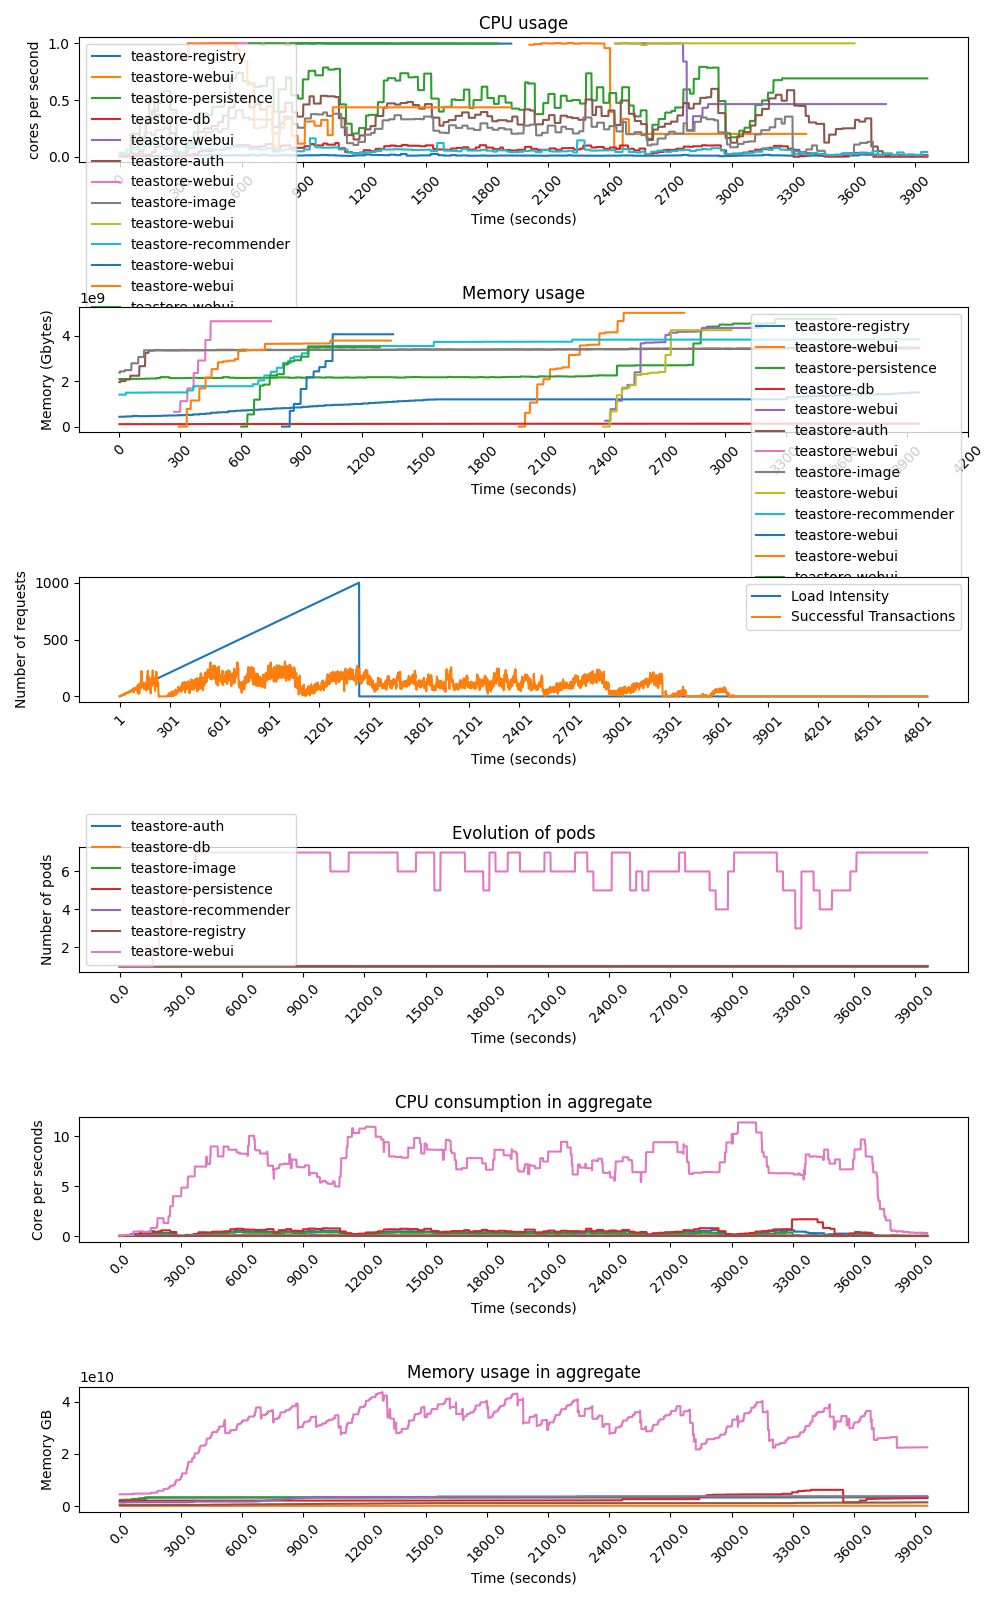 CPU usage
cores per second
1.0
0.5
0.0
teastore-registry
teastore-webui
teastore-persistence
teastore-db
teastore-webui
teastore-auth
teastore-webui
teastore-image
teastore-webui
teastore-recommender
teastore-webui
teastore-webui
teastore-webui
0 300 600 900 1200 1500 1800 2100 2400 2700 3000 3300 3600 3900
Time (seconds)
Memory usage
1e9
Memory (Gbytes)
4
2
0
teastore-registry
teastore-webui
teastore-persistence
teastore-db
teastore-webui
teastore-auth
teastore-webui
teastore-image
teastore-webui
teastore-recommender
teastore-webui
teastore-webui
teastore-webui
0 300 600 900 1200 1500 1800 2100 2400 2700 3000 3300 3600 3900 4200
Time (seconds)
Number of requests
1000
500
0
Load Intensity
Successful Transactions
1 301 601 901 1201 1501 1801 2101 2401 2701 3001 3301 3601 3901 4201 4501 4801
Time (seconds)
Evolution of pods
Number of pods
6
4
2
teastore-auth
teastore-db
teastore-image
teastore-persistence
teastore-recommender
teastore-registry
teastore-webui
0.0 300.0 600.0 900.0 1200.0 1500.0 1800.0 2100.0 2400.0 2700.0 3000.0 3300.0 3600.0 3900.0
Time (seconds)
CPU consumption in aggregate
Core per seconds
10
5
0
0.0 300.0 600.0 900.0 1200.0 1500.0 1800.0 2100.0 2400.0 2700.0 3000.0 3300.0 3600.0 3900.0
Time (seconds)
Memory usage in aggregate
1e10
Memory GB
4
2
0
0.0 300.0 600.0 900.0 1200.0 1500.0 1800.0 2100.0 2400.0 2700.0 3000.0 3300.0 3600.0 3900.0
Time (seconds)